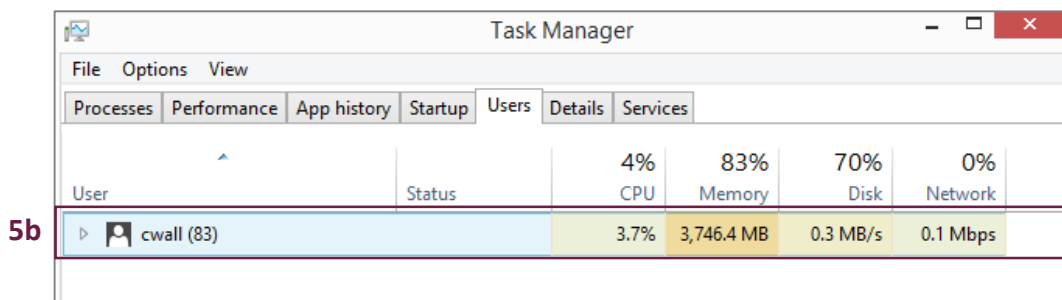 Task Manager
File Options View
Processes Performance App history Startup Users Details Services
4% 83% 70% 0%
User Status CPU Memory Disk Network
5b cwall (83) 3.7% 3,746.4 MB 0.3 MB/s 0.1 Mbps